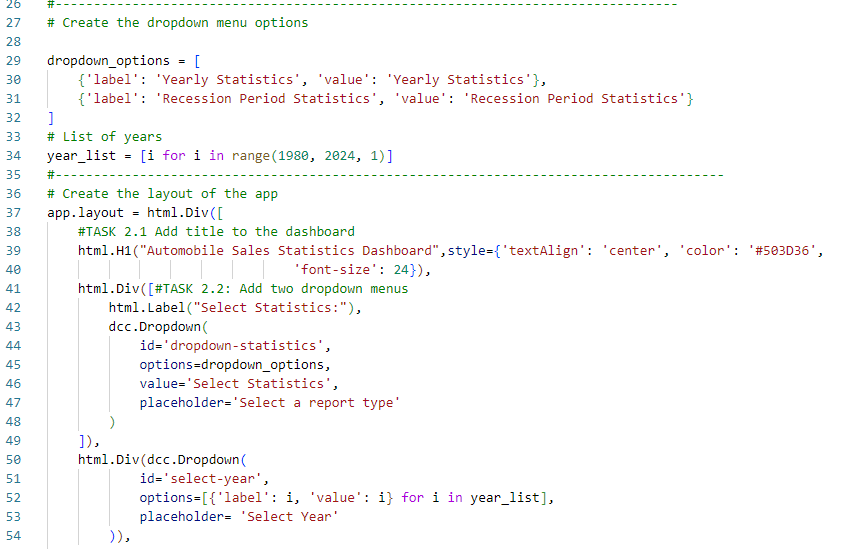 26 #---------------------------------------------------------------------------------
27 # Create the dropdown menu options
28
29 dropdown_options = [
30     {'label': 'Yearly Statistics', 'value': 'Yearly Statistics'},
31     {'label': 'Recession Period Statistics', 'value': 'Recession Period Statistics'}
32 ]
33 # List of years
34 year_list = [i for i in range(1980, 2024, 1)]
35 #---------------------------------------------------------------------------------------
36 # Create the layout of the app
37 app.layout = html.Div([
38     #TASK 2.1 Add title to the dashboard
39     html.H1("Automobile Sales Statistics Dashboard",style={'textAlign': 'center', 'color': '#503D36',
40                                 'font-size': 24}),
41     html.Div([#TASK 2.2: Add two dropdown menus
42         html.Label("Select Statistics:"),
43         dcc.Dropdown(
44             id='dropdown-statistics',
45             options=dropdown_options,
46             value='Select Statistics',
47             placeholder='Select a report type'
48         )
49     ]),
50     html.Div(dcc.Dropdown(
51             id='select-year',
52             options=[{'label': i, 'value': i} for i in year_list],
53             placeholder= 'Select Year'
54         )),